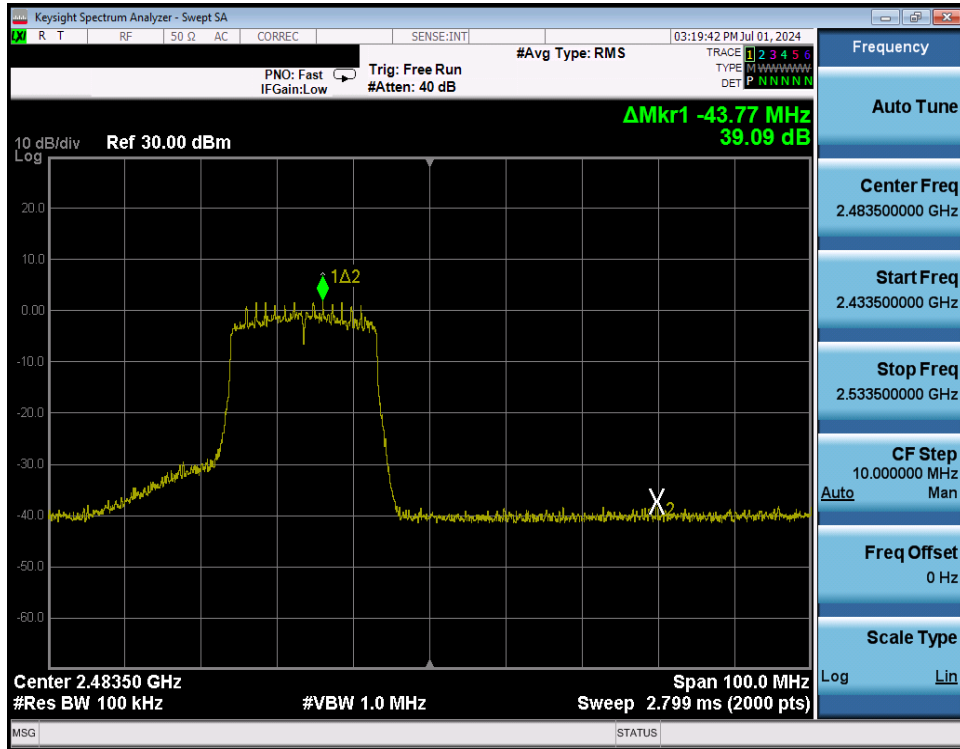 Keysight Spectrum Analyzer - Swept SA
LXI R T RF 50 Ω AC CORREC SENSE:INT 03:19:42 PM Jul 01, 2024
#Avg Type: RMS
TRACE 1 2 3 4 5 6
TYPE M W W W W W
DET P N N N N N
PNO: Fast
IFGain:Low
Trig: Free Run
#Atten: 40 dB
ΔMkr1 -43.77 MHz
39.09 dB
10 dB/div
Log
Ref 30.00 dBm
20.0
10.0
0.00
-10.0
-20.0
-30.0
-40.0
-50.0
-60.0
1Δ2
X2
Center 2.48350 GHz
#Res BW 100 kHz
#VBW 1.0 MHz
Span 100.0 MHz
Sweep 2.799 ms (2000 pts)
MSG
STATUS
Frequency
Auto Tune
Center Freq
2.483500000 GHz
Start Freq
2.433500000 GHz
Stop Freq
2.533500000 GHz
CF Step
10.000000 MHz
Auto Man
Freq Offset
0 Hz
Scale Type
Log Lin